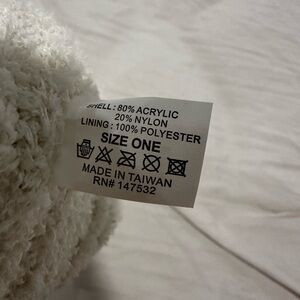 SHELL: 80% ACRYLIC
20% NYLON
LINING: 100% POLYESTER
SIZE ONE
MADE IN TAIWAN
RN# 147532